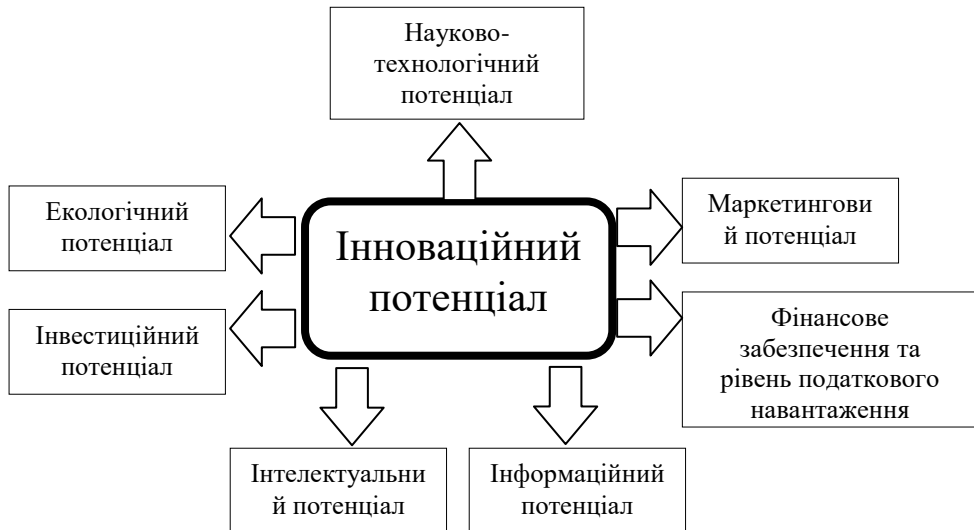 Науково-
технологічний
потенціал
Екологічний
потенціал
Маркетингови
й потенціал
Інноваційний
потенціал
Інвестиційний
потенціал
Фінансове
забезпечення та
рівень податкового
навантаження
Інтелектуальни
й потенціал
Інформаційний
потенціал